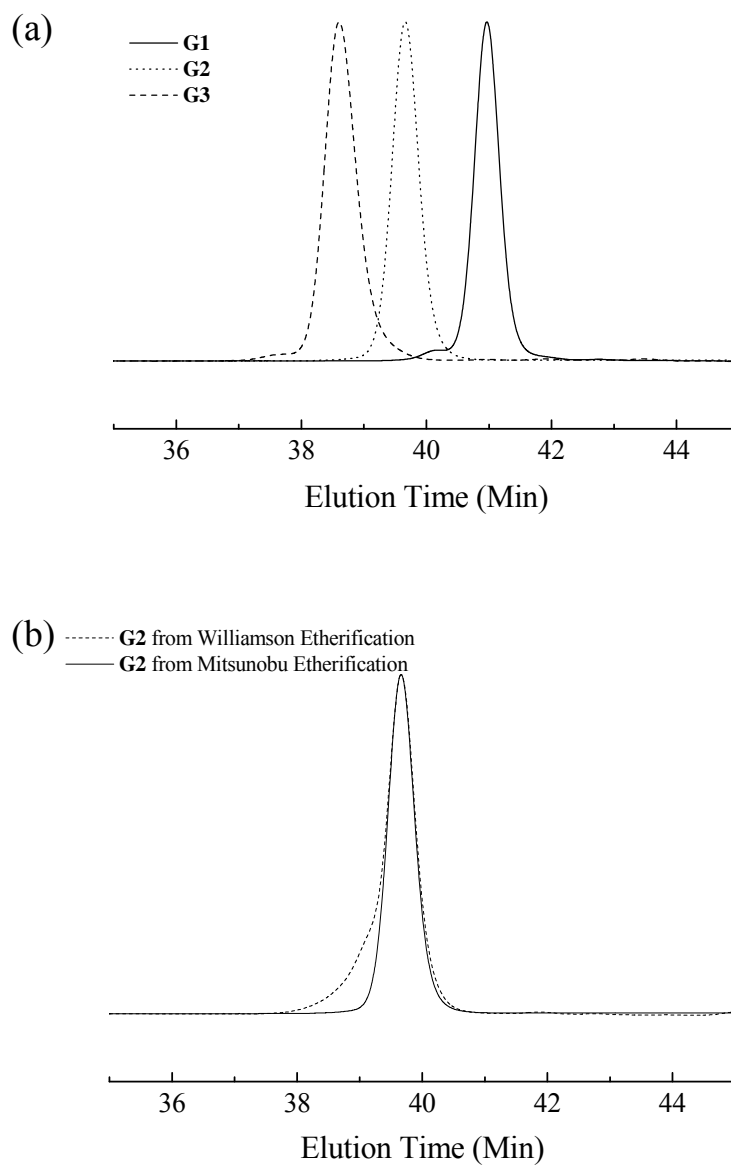 (a)
G1
G2
G3
36 38 40 42 44
Elution Time (Min)
(b)
G2 from Williamson Etherification
G2 from Mitsunobu Etherification
36 38 40 42 44
Elution Time (Min)